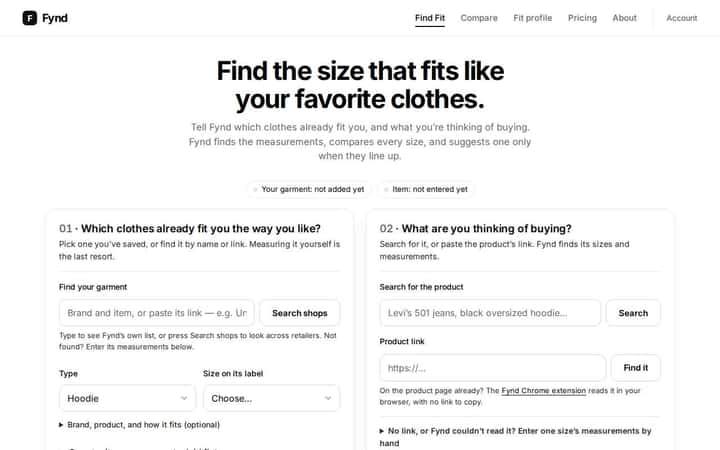 F Fynd
Find Fit Compare Fit profile Pricing About Account
Find the size that fits like
your favorite clothes.
Tell Fynd which clothes already fit you, and what you're thinking of buying.
Fynd finds the measurements, compares every size, and suggests one only
when they line up.
Your garment: not added yet
Item: not entered yet
01 · Which clothes already fit you the way you like?
Pick one you've saved, or find it by name or link. Measuring it yourself is
the last resort.
Find your garment
Brand and item, or paste its link — e.g. Un
Search shops
Type to see Fynd's own list, or press Search shops to look across retailers. Not
found? Enter its measurements below.
Type
Size on its label
Hoodie
Choose...
Brand, product, and how it fits (optional)
02 · What are you thinking of buying?
Search for it, or paste the product's link. Fynd finds its sizes and
measurements.
Search for the product
Levi's 501 jeans, black oversized hoodie...
Search
Product link
https://...
Find it
On the product page already? The Fynd Chrome extension reads it in your
browser, with no link to copy.
No link, or Fynd couldn't read it? Enter one size's measurements by
hand